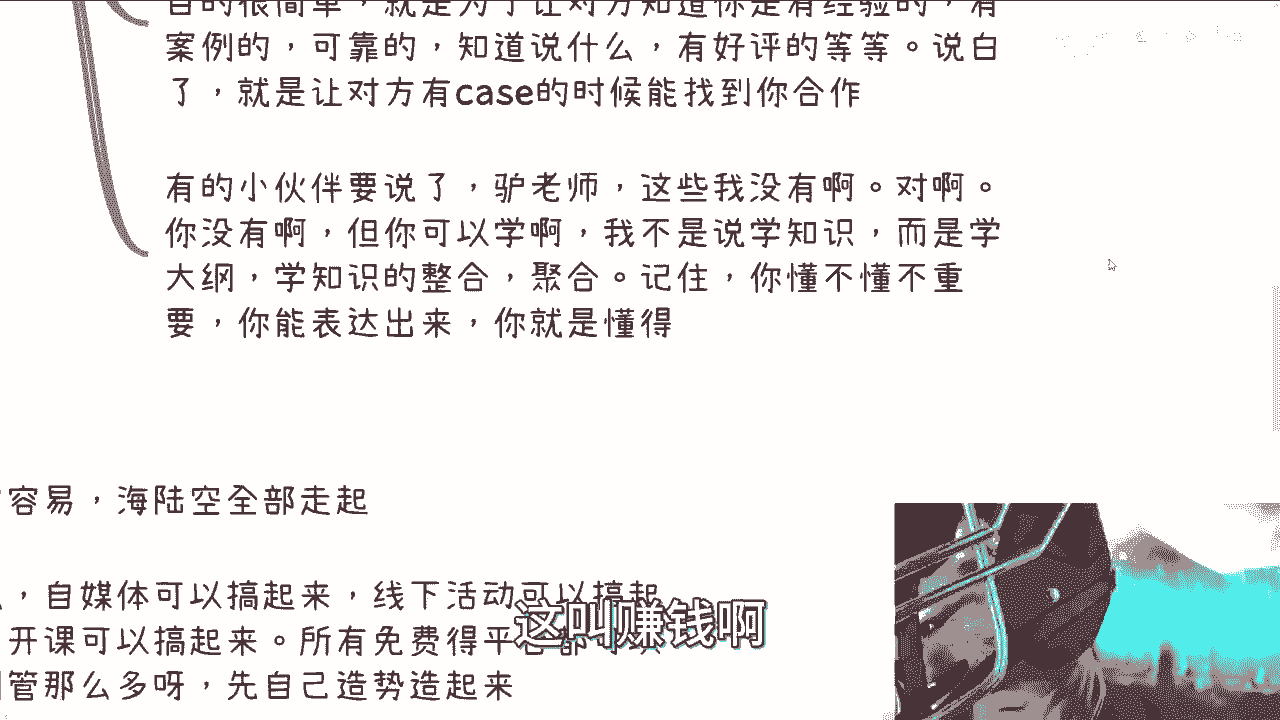 目的很简单，就是为了让对方知道你是有经验的，有
案例的，可靠的，知道说什么，有好评的等等。说白
了，就是让对方有case的时候能找到你合作
有的小伙伴要说了，驴老师，这些我没有啊。对啊。
你没有啊，但你可以学啊，我不是说学知识，而是学
大纲，学知识的整合，聚合。记住，你懂不懂不重
要，你能表达出来，你就是懂得
容易，海陆空全部走起
，自媒体可以搞起来，线下活动可以搞起
开课可以搞起来。所有免费得平
管那么多呀，先自己造势造起来
这叫赚钱啊